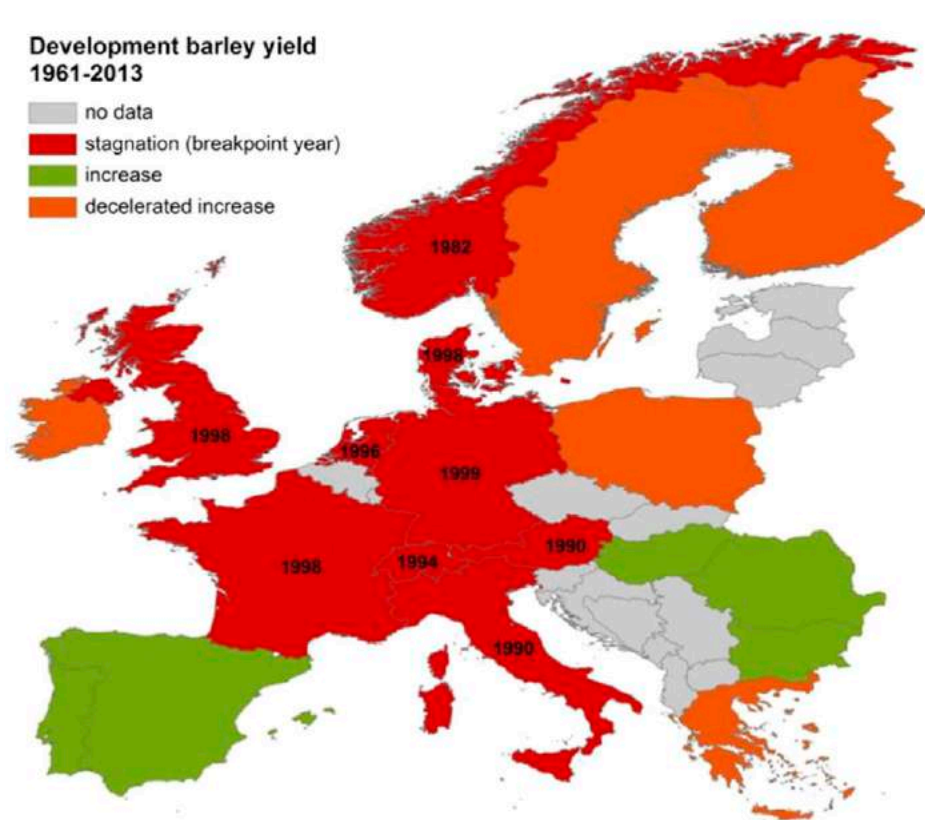 Development barley yield
1961-2013
no data
stagnation (breakpoint year)
increase
decelerated increase
1982
1998
1998
1996
1999
1990
1998
1994
1990